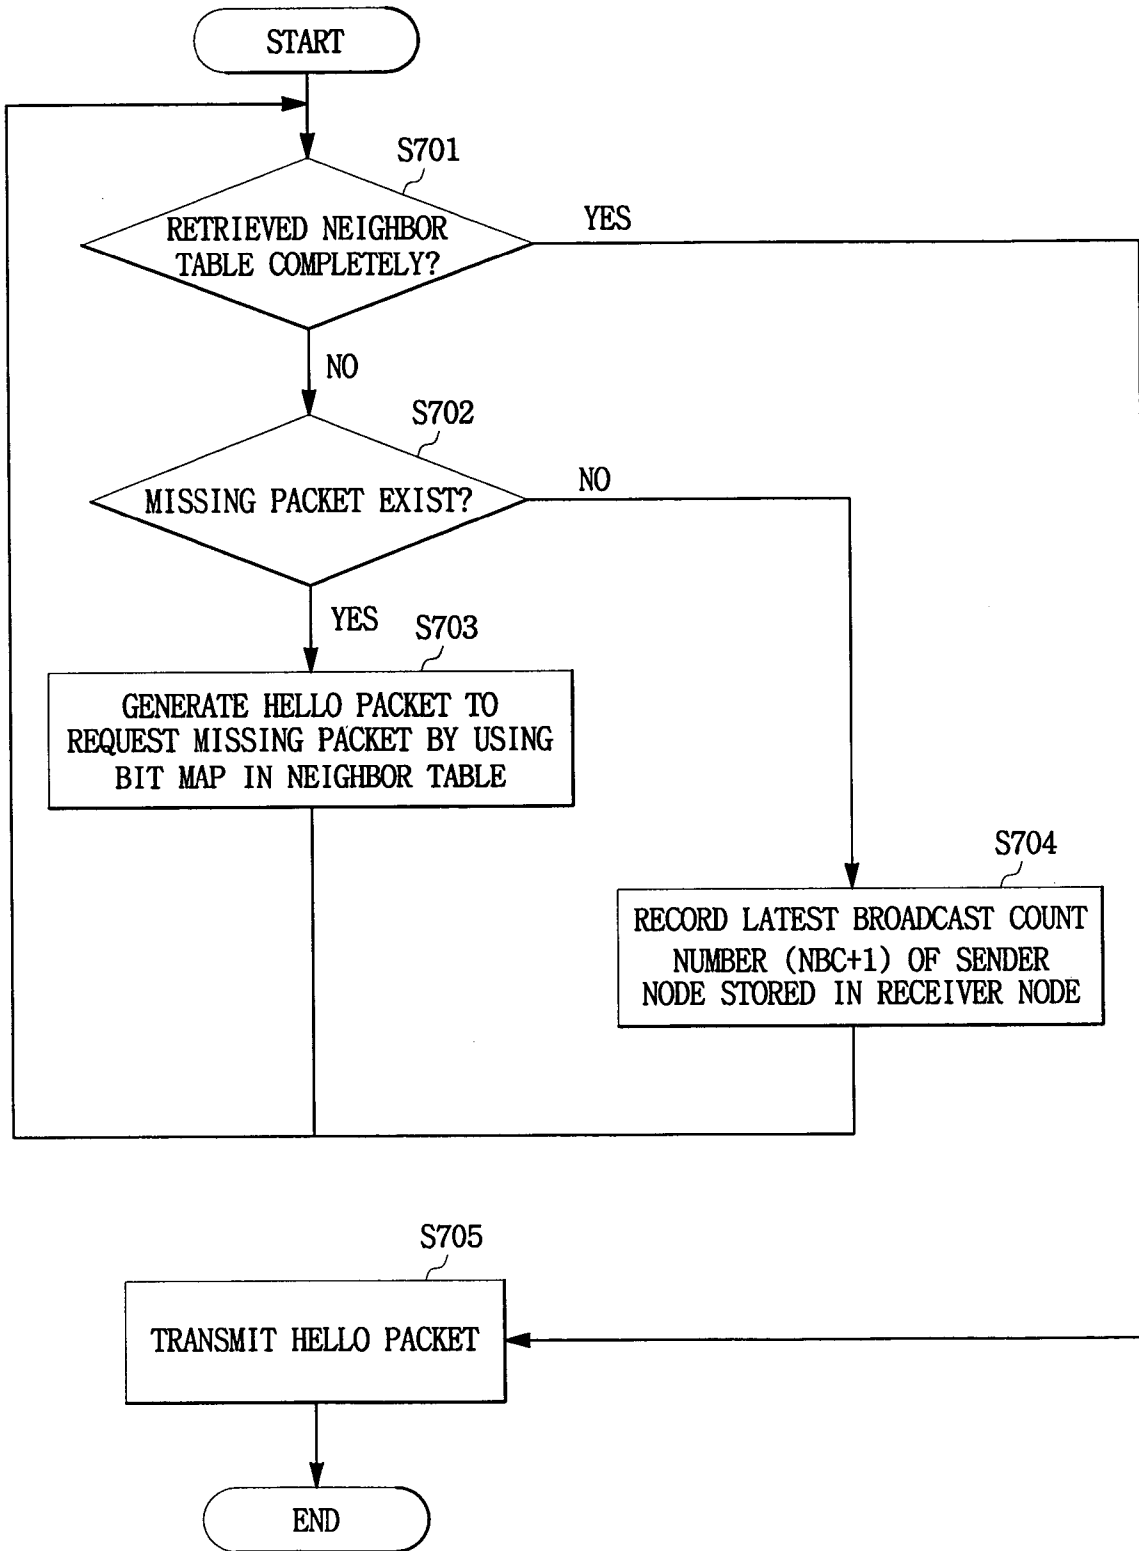 START
S701
RETRIEVED NEIGHBOR
TABLE COMPLETELY?
YES
NO
S702
MISSING PACKET EXIST?
NO
YES
S703
GENERATE HELLO PACKET TO
REQUEST MISSING PACKET BY USING
BIT MAP IN NEIGHBOR TABLE
S704
RECORD LATEST BROADCAST COUNT
NUMBER (NBC+1) OF SENDER
NODE STORED IN RECEIVER NODE
S705
TRANSMIT HELLO PACKET
END